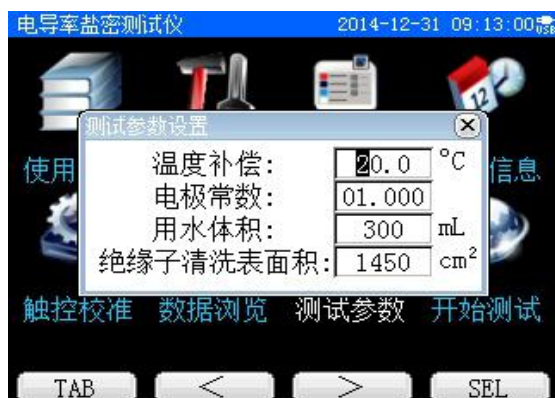 电导率盐密测试仪 2014-12-31 09:13:00
USB
12
测试参数设置
使用 信息
温度补偿: 20.0 °C
电极常数: 01.000
用水体积: 300 mL
绝缘子清洗表面积: 1450 cm²
触控校准 数据浏览 测试参数 开始测试
TAB < > SEL